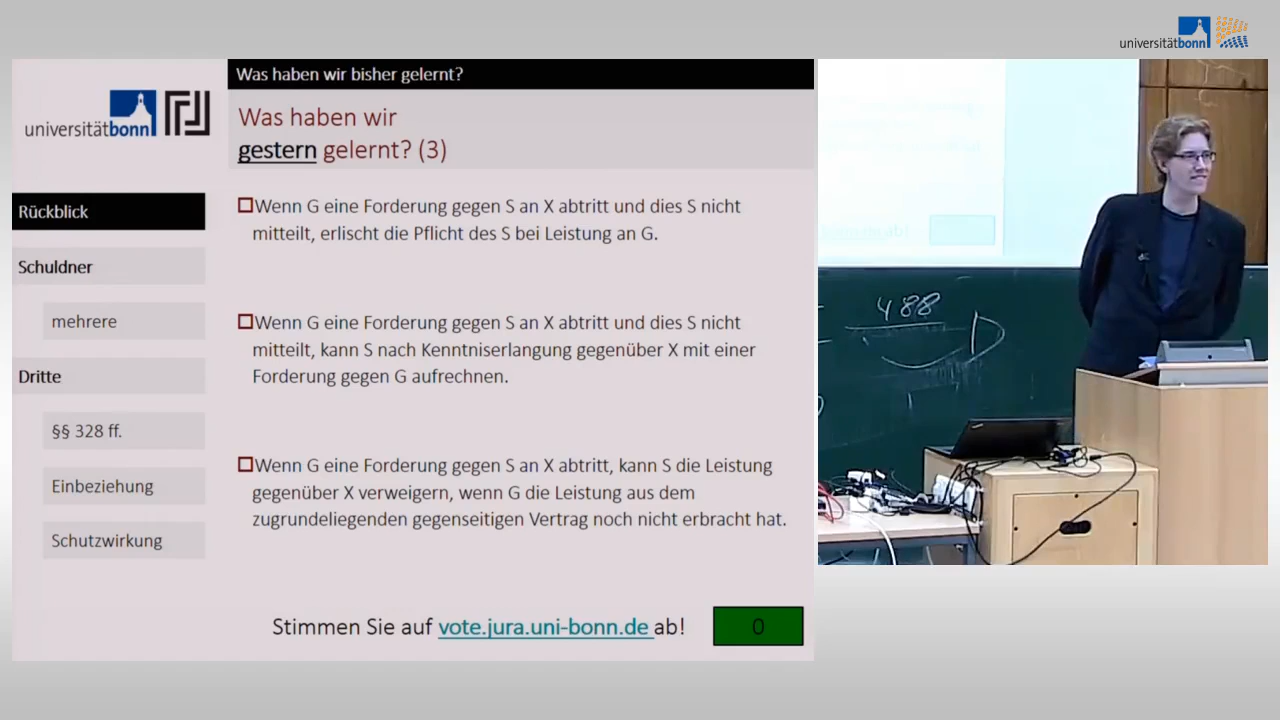 universitätbonn
Was haben wir bisher gelernt?
universitätbonn
Was haben wir
gestern gelernt? (3)
Rückblick
Schuldner
mehrere
Dritte
§§ 328 ff.
Einbeziehung
Schutzwirkung
Wenn G eine Forderung gegen S an X abtritt und dies S nicht
mitteilt, erlischt die Pflicht des S bei Leistung an G.
Wenn G eine Forderung gegen S an X abtritt und dies S nicht
mitteilt, kann S nach Kenntniserlangung gegenüber X mit einer
Forderung gegen G aufrechnen.
Wenn G eine Forderung gegen S an X abtritt, kann S die Leistung
gegenüber X verweigern, wenn G die Leistung aus dem
zugrundeliegenden gegenseitigen Vertrag noch nicht erbracht hat.
Stimmen Sie auf vote.jura.uni-bonn.de ab!
0
488